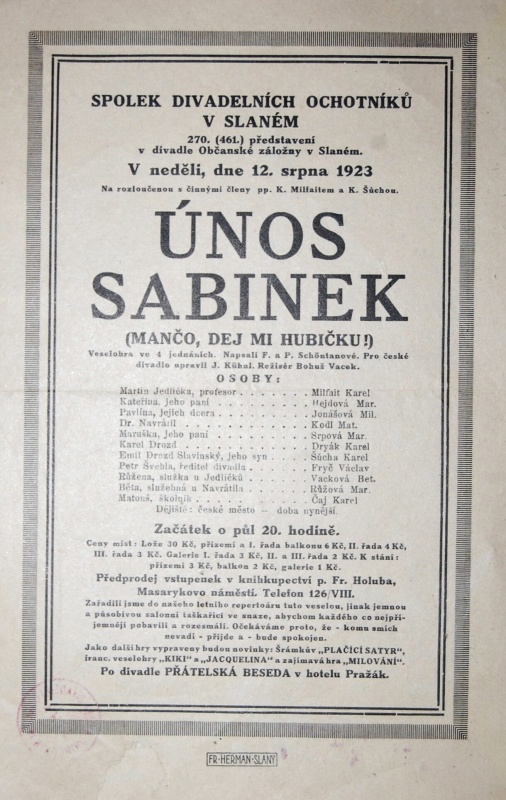 SPOLEK DIVADELNÍCH OCHOTNÍKŮ
V SLANÉM
270. (461.) představení
v divadle Občanské záložny v Slaném.
V neděli, dne 12. srpna 1923
Na rozloučenou s činnými členy pp. K. Milfaitem a K. Šúchou.
ÚNOS
SABINEK
(MANČO, DEJ MI HUBIČKU!)
Veselohra ve 4 jednáních. Napsali F. a P. Schöntanové. Pro české
divadlo upravil J. Kühnl. Režisér Bohuš Vacek.
OSOBY:
Martin Jedlička, profesor . . . . . . . Milfait Karel
Kateřina, jeho paní . . . . . . . . . Hejdová Mar.
Pavlína, jejich dcera . . . . . . . . . Jonášová Mil.
Dr. Navrátil . . . . . . . . . . . . . Kodl Mat.
Maruška, jeho paní . . . . . . . . . . Srpová Mar.
Karel Drozd . . . . . . . . . . . . . Dryák Karel
Emil Drozd Slavínský, jeho syn . . . . Šúcha Karel
Petr Švehla, ředitel divadla . . . . . . Fryč Václav
Růžena, služka u Jedličků . . . . . . . Vacková Bet.
Běta, služebná u Navrátila . . . . . . . Růžová Mar.
Matouš, školník . . . . . . . . . . . . Čaj Karel
Dějiště: české město — doba nynější.
Začátek o půl 20. hodině.
Ceny míst: Lože 30 Kč, přízemí a I. řada balkonu 6 Kč, II. řada 4 Kč,
III. řada 3 Kč. Galerie I. řada 3 Kč, II. a III. řada 2 Kč. K stání:
přízemí 3 Kč, balkon 2 Kč, galerie 1 Kč.
Předprodej vstupenek v knihkupectví p. Fr. Holuba,
Masarykovo náměstí. Telefon 126/VIII.
Zařadili jsme do našeho letního repertoáru tuto veselou, jinak jemnou
a působivou salonní taškařici ve snaze, abychom každého co nejpří-
jemněji pobavili a rozesmáli. Očekáváme proto, že - komu smích
nevadí - přijde a - bude spokojen.
Jako další hry vypraveny budou novinky: Šrámkův „PLAČÍCÍ SATYR",
franc. veselohry „KIKI" a „JACQUELINA" a zajímavá hra „MILOVÁNÍ".
Po divadle PŘÁTELSKÁ BESEDA v hotelu Pražák.
FR·HERMAN·SLANÝ